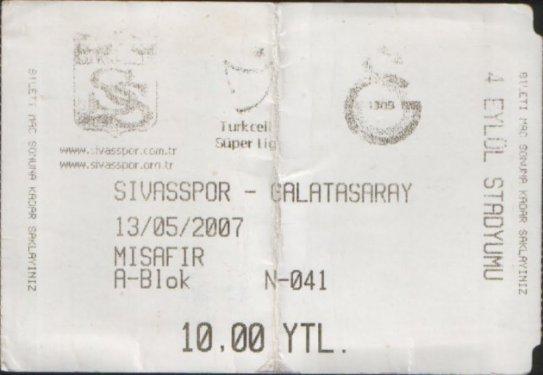 BİLETİ MAÇ SONUNA KADAR SAKLAYINIZ
Turkcell
Süper Lig
1905
www.sivasspor.com.tr
www.sivasspor.org.tr
SIVASSPOR - GALATASARAY
13/05/2007
MISAFIR
A-Blok N-041
10,00 YTL.
4 EYLÜL STADYUMU
BİLETİ MAÇ SONUNA KADAR SAKLAYINIZ